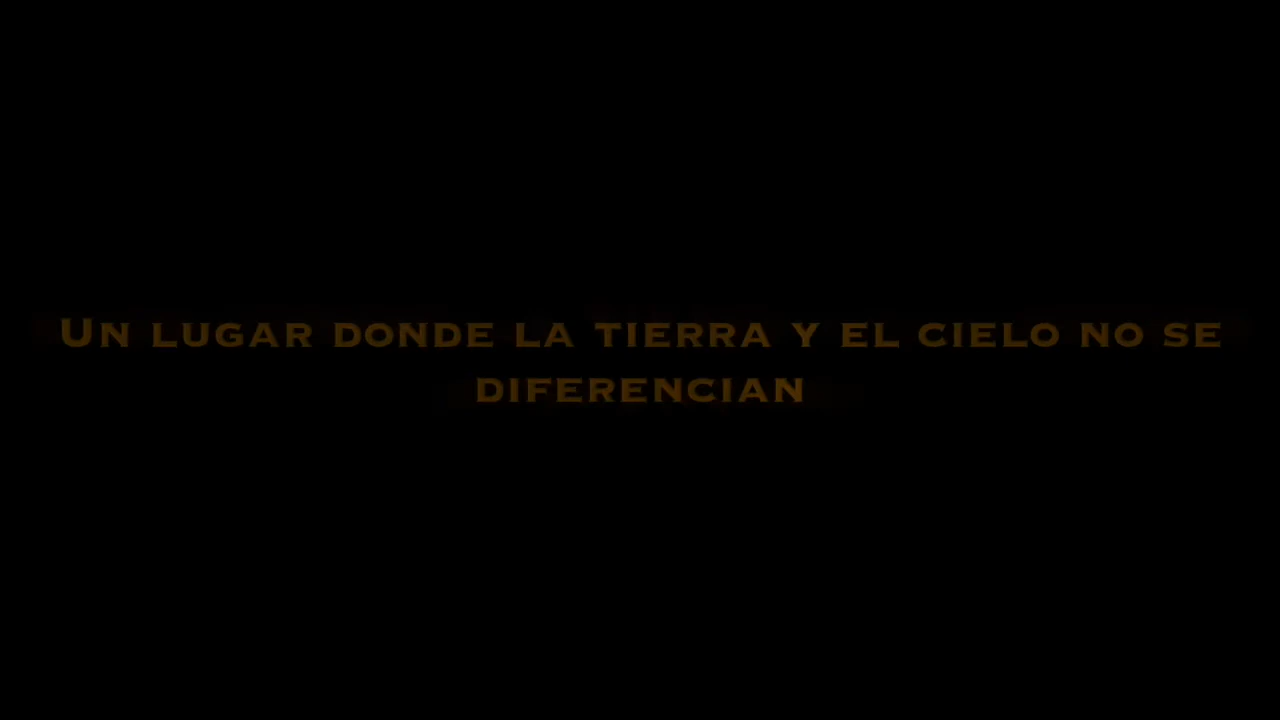 Un lugar donde la tierra y el cielo no se
diferencian